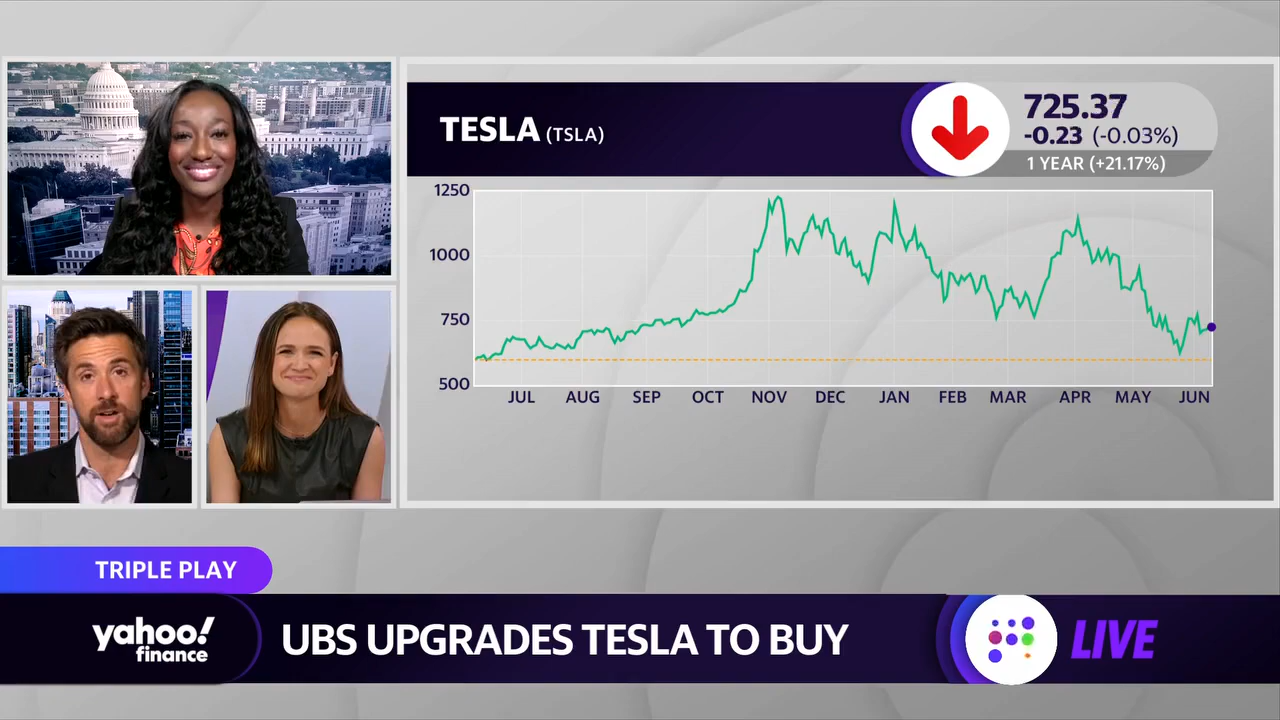 TESLA (TSLA)
725.37
-0.23 (-0.03%)
1 YEAR (+21.17%)
1250
1000
750
500
JUL AUG SEP OCT NOV DEC JAN FEB MAR APR MAY JUN
TRIPLE PLAY
yahoo!
finance
UBS UPGRADES TESLA TO BUY
LIVE